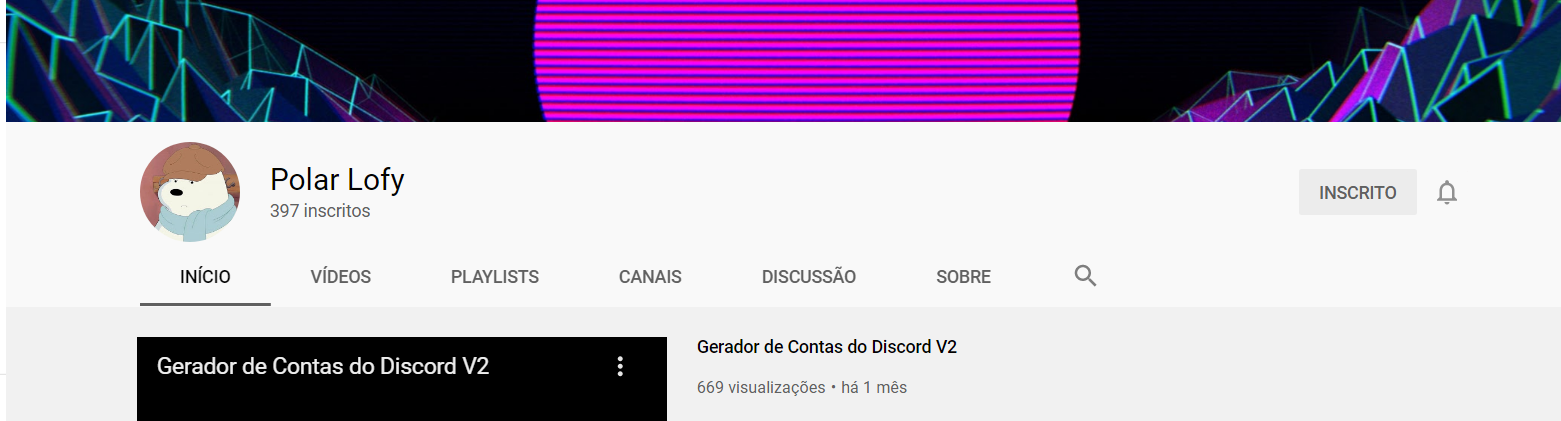 Polar Lofy
397 inscritos
INSCRITO
INÍCIO VÍDEOS PLAYLISTS CANAIS DISCUSSÃO SOBRE
Gerador de Contas do Discord V2
Gerador de Contas do Discord V2
669 visualizações • há 1 mês